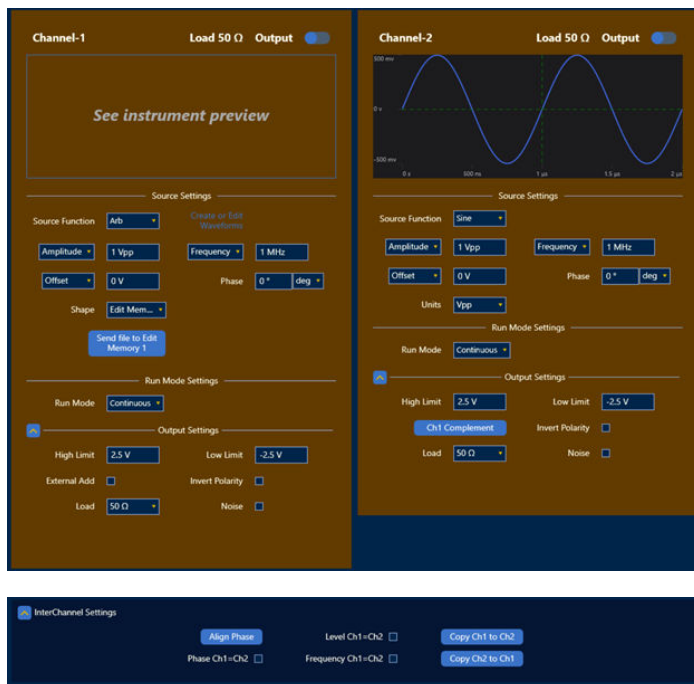 Channel-1 Load 50 Ω Output
See instrument preview
Source Settings
Source Function Arb Create or Edit
Waveforms
Amplitude 1 Vpp Frequency 1 MHz
Offset 0 V Phase 0 ° deg
Shape Edit Mem...
Send file to Edit
Memory 1
Run Mode Settings
Run Mode Continuous
Output Settings
High Limit 2.5 V Low Limit -2.5 V
External Add Invert Polarity
Load 50 Ω Noise
Channel-2 Load 50 Ω Output
500 mv
0 v
-500 mv
0 s 500 ns 1 µs 1.5 µs 2 µs
Source Settings
Source Function Sine
Amplitude 1 Vpp Frequency 1 MHz
Offset 0 V Phase 0 ° deg
Units Vpp
Run Mode Settings
Run Mode Continuous
Output Settings
High Limit 2.5 V Low Limit -2.5 V
Ch1 Complement Invert Polarity
Load 50 Ω Noise
InterChannel Settings
Align Phase Level Ch1=Ch2 Copy Ch1 to Ch2
Phase Ch1=Ch2 Frequency Ch1=Ch2 Copy Ch2 to Ch1